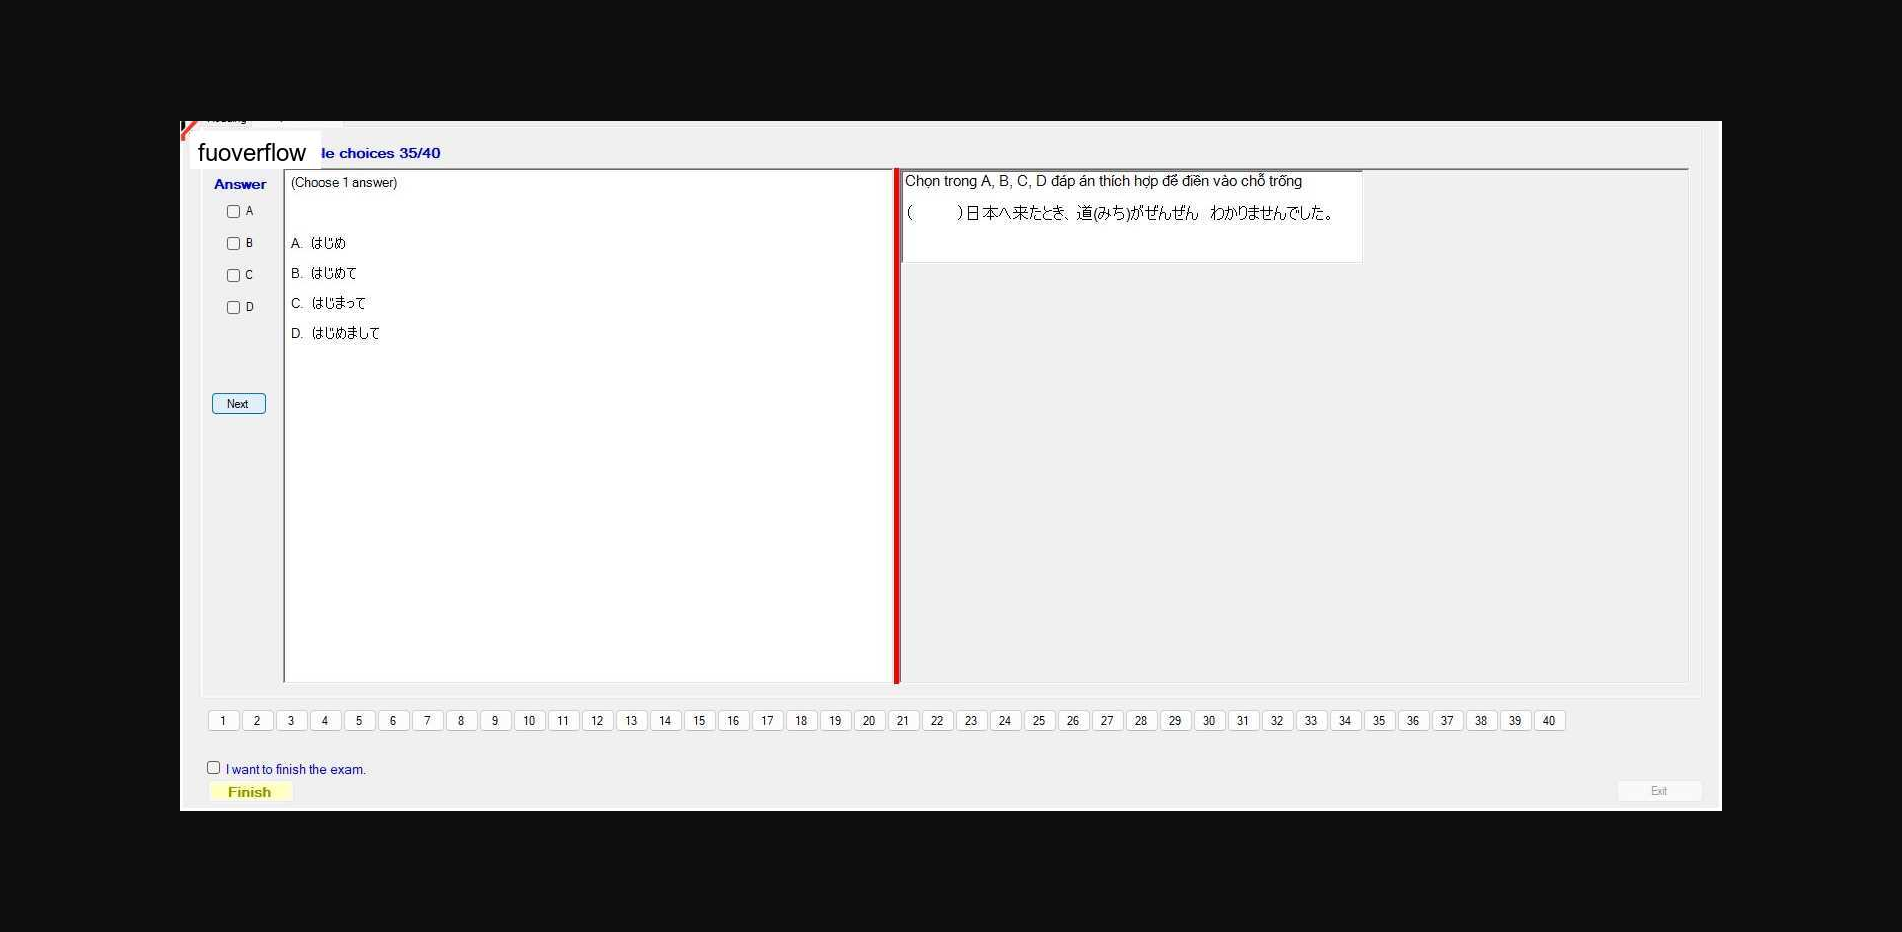 fuoverflow
le choices 35/40
Answer
A
B
C
D
Next
(Choose 1 answer)
A. はじめ
B. はじめて
C. はじまって
D. はじめまして
Chọn trong A, B, C, D đáp án thích hợp để điền vào chỗ trống
(　　　)日本へ来たとき、道(みち)がぜんぜん　わかりませんでした。
1 2 3 4 5 6 7 8 9 10 11 12 13 14 15 16 17 18 19 20 21 22 23 24 25 26 27 28 29 30 31 32 33 34 35 36 37 38 39 40
I want to finish the exam.
Finish
Exit